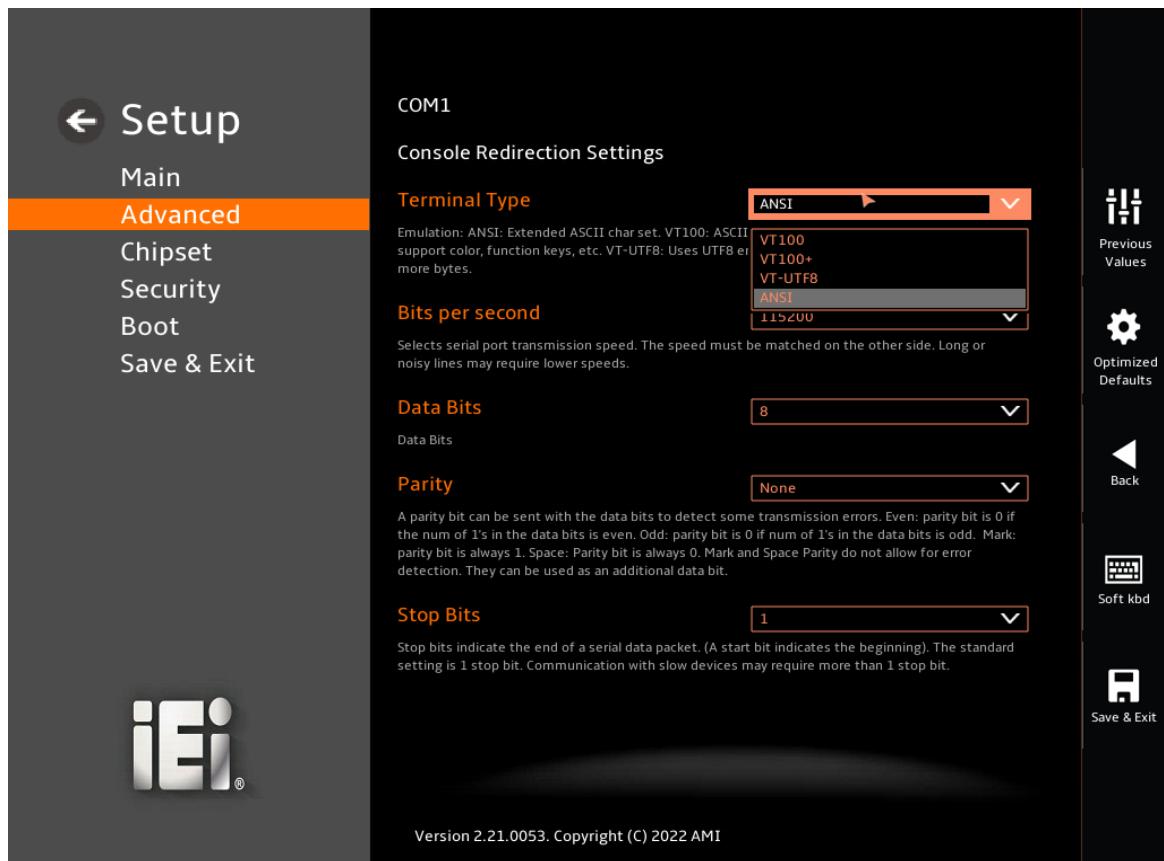 Setup
Main
Advanced
Chipset
Security
Boot
Save & Exit
iEi®
COM1
Console Redirection Settings
Terminal Type
ANSI
Emulation: ANSI: Extended ASCII char set. VT100: ASCII
support color, function keys, etc. VT-UTF8: Uses UTF8
more bytes.
VT100
VT100+
VT-UTF8
ANSI
Bits per second
115200
Selects serial port transmission speed. The speed must be matched on the other side. Long or
noisy lines may require lower speeds.
Data Bits
8
Data Bits
Parity
None
A parity bit can be sent with the data bits to detect some transmission errors. Even: parity bit is 0 if
the num of 1's in the data bits is even. Odd: parity bit is 0 if num of 1's in the data bits is odd. Mark:
parity bit is always 1. Space: Parity bit is always 0. Mark and Space Parity do not allow for error
detection. They can be used as an additional data bit.
Stop Bits
1
Stop bits indicate the end of a serial data packet. (A start bit indicates the beginning). The standard
setting is 1 stop bit. Communication with slow devices may require more than 1 stop bit.
Version 2.21.0053. Copyright (C) 2022 AMI
Previous
Values
Optimized
Defaults
Back
Soft kbd
Save & Exit